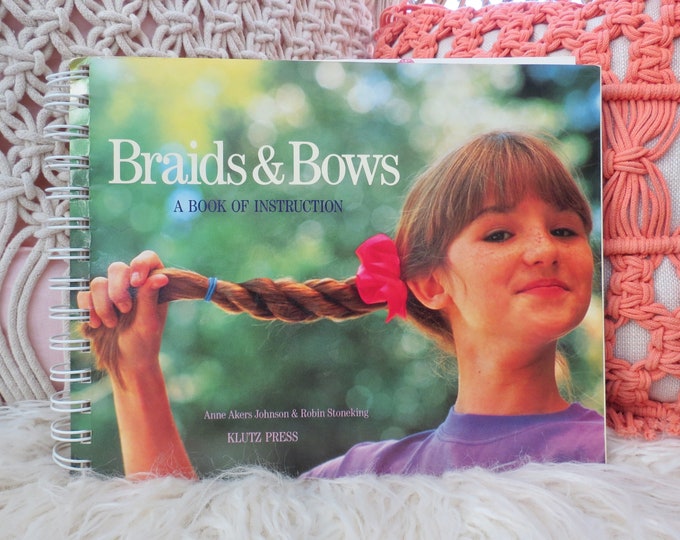 Braids & Bows
A BOOK OF INSTRUCTION
Anne Akers Johnson & Robin Stoneking
KLUTZ PRESS